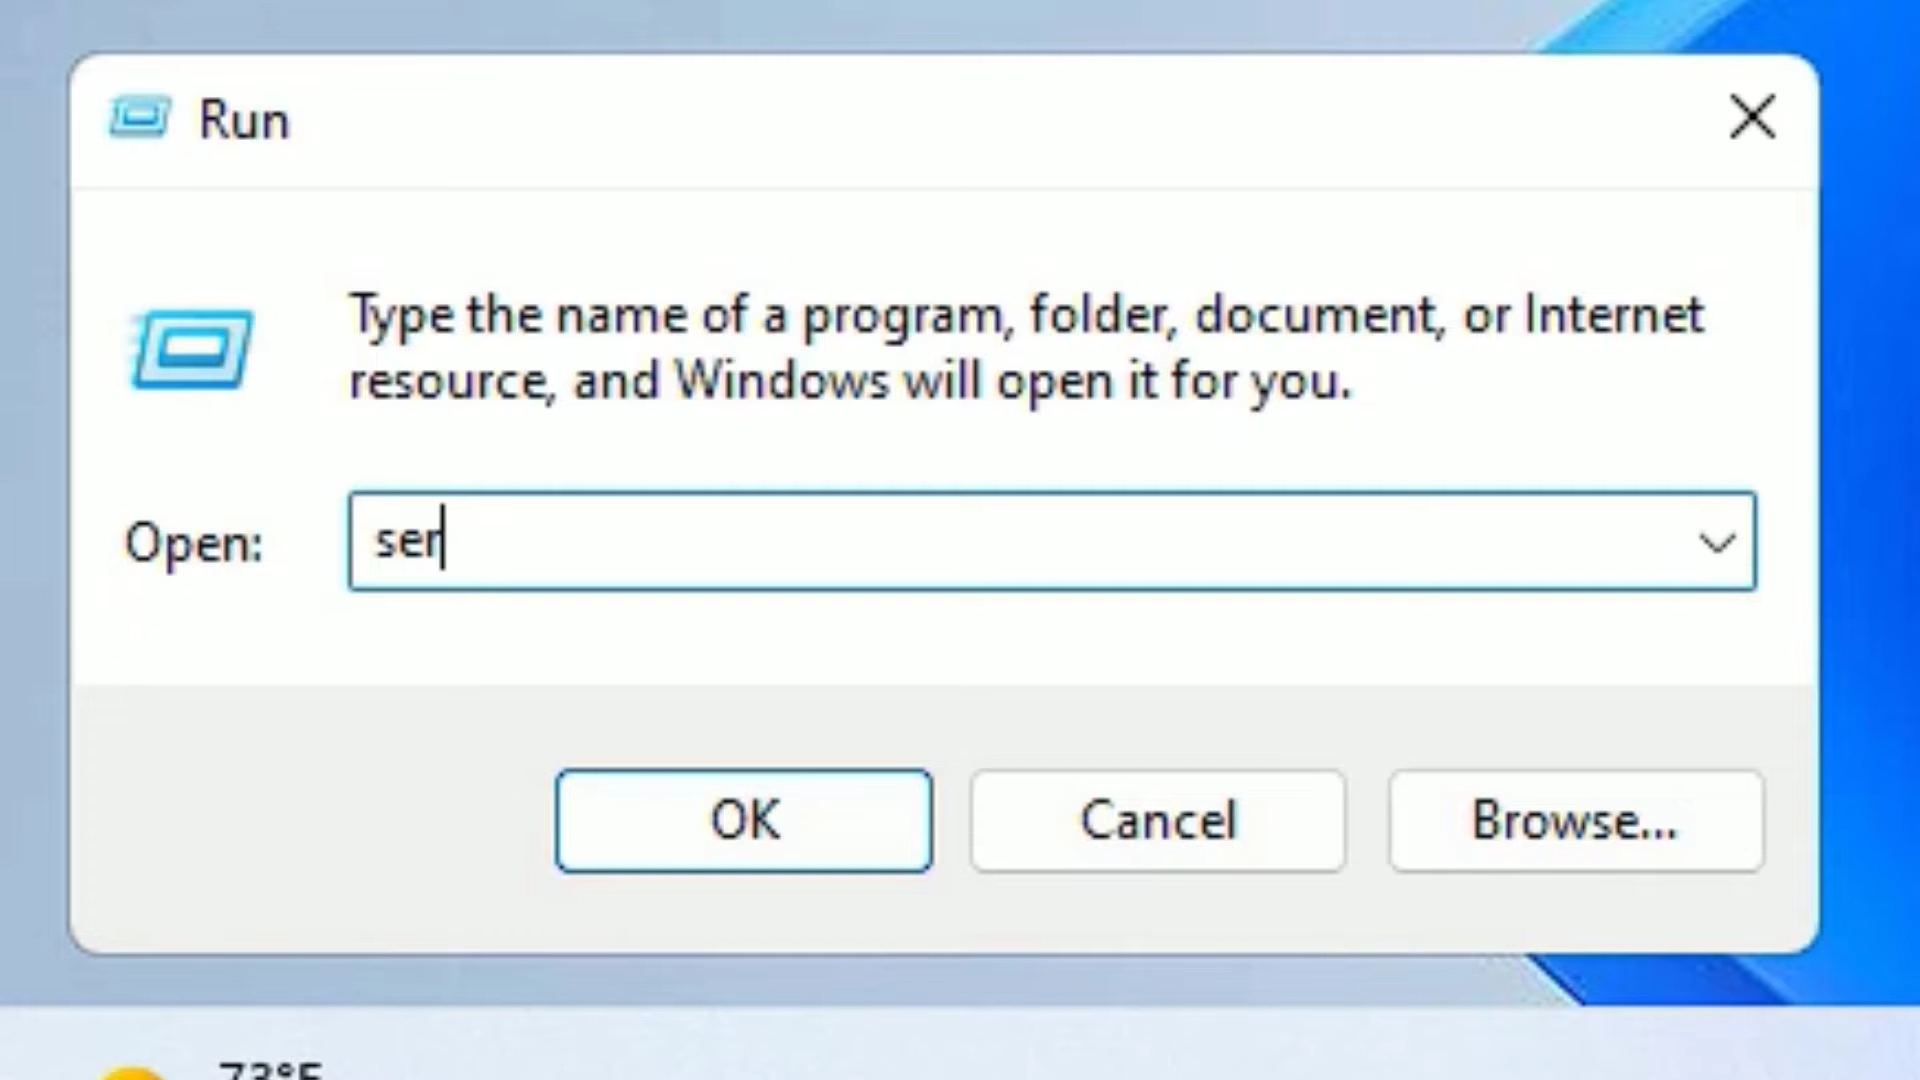 Run
Type the name of a program, folder, document, or Internet
resource, and Windows will open it for you.
Open:
ser
OK
Cancel
Browse...
73°F